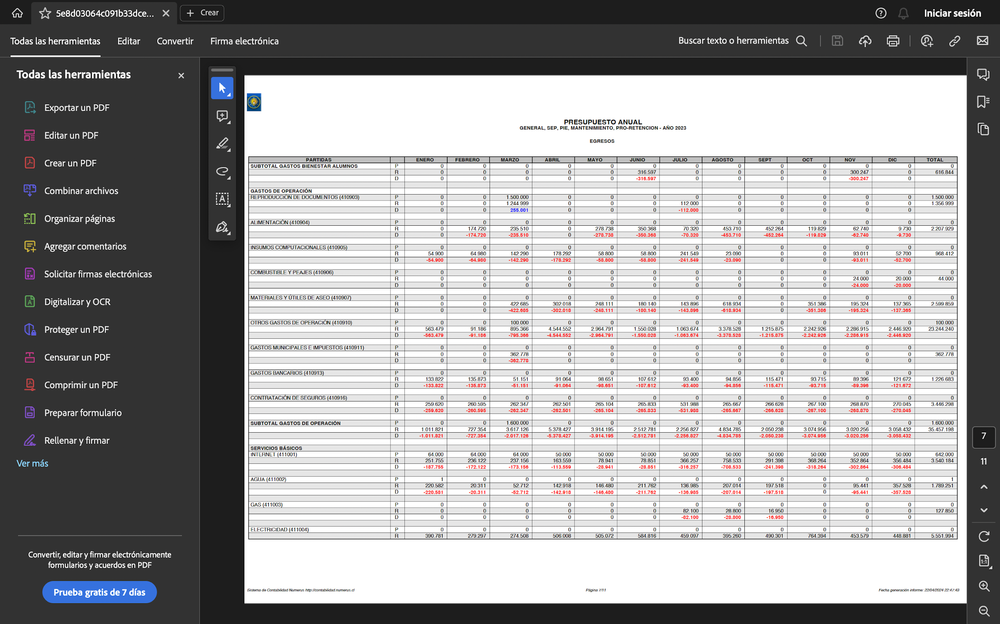 5e8d03064c091b33dce...
Crear
Iniciar sesión
Todas las herramientas Editar Convertir Firma electrónica Buscar texto o herramientas
Todas las herramientas
Exportar un PDF
Editar un PDF
Crear un PDF
Combinar archivos
Organizar páginas
Agregar comentarios
Solicitar firmas electrónicas
Digitalizar y OCR
Proteger un PDF
Censurar un PDF
Comprimir un PDF
Preparar formulario
Rellenar y firmar
Ver más
Convertir, editar y firmar electrónicamente
formularios y acuerdos en PDF
Prueba gratis de 7 días
PRESUPUESTO ANUAL
GENERAL, SEP, PIE, MANTENIMIENTO, PRO-RETENCION - AÑO 2023
EGRESOS
PARTIDAS ENERO FEBRERO MARZO ABRIL MAYO JUNIO JULIO AGOSTO SEPT OCT NOV DIC TOTAL
SUBTOTAL GASTOS BIENESTAR ALUMNOS P 0 0 0 0 0 0 0 0 0 0 0 0 0
R 0 0 0 0 0 316.597 0 0 0 0 300.247 0 616.844
D 0 0 0 0 0 -316.597 0 0 0 0 -300.247 0
GASTOS DE OPERACIÓN
REPRODUCCIÓN DE DOCUMENTOS (410903) P 0 0 1.500.000 0 0 0 0 0 0 0 0 0 1.500.000
R 0 0 1.244.999 0 0 0 112.000 0 0 0 0 0 1.356.999
D 0 0 255.001 0 0 0 -112.000 0 0 0 0 0
ALIMENTACIÓN (410904) P 0 0 0 0 0 0 0 0 0 0 0 0 0
R 0 174.720 235.510 0 278.738 350.368 70.320 453.710 452.264 119.829 62.740 9.730 2.207.929
D 0 -174.720 -235.510 0 -278.738 -350.368 -70.320 -453.710 -452.264 -119.829 -62.740 -9.730
INSUMOS COMPUTACIONALES (410905) P 0 0 0 0 0 0 0 0 0 0 0 0 0
R 54.900 64.980 142.290 178.292 58.800 58.800 241.549 23.090 0 0 93.011 52.700 968.412
D -54.900 -64.980 -142.290 -178.292 -58.800 -58.800 -241.549 -23.090 0 0 -93.011 -52.700
COMBUSTIBLE Y PEAJES (410906) P 0 0 0 0 0 0 0 0 0 0 0 0 0
R 0 0 0 0 0 0 0 0 0 0 24.000 20.000 44.000
D 0 0 0 0 0 0 0 0 0 0 -24.000 -20.000
MATERIALES Y ÚTILES DE ASEO (410907) P 0 0 0 0 0 0 0 0 0 0 0 0 0
R 0 0 422.685 302.018 248.111 180.140 143.896 618.934 0 351.386 195.324 137.365 2.599.859
D 0 0 -422.685 -302.018 -248.111 -180.140 -143.896 -618.934 0 -351.386 -195.324 -137.365
OTROS GASTOS DE OPERACIÓN (410910) P 0 0 100.000 0 0 0 0 0 0 0 0 0 100.000
R 563.479 91.186 895.366 4.544.552 2.964.791 1.550.028 1.063.674 3.378.528 1.215.875 2.242.926 2.286.915 2.446.920 23.244.240
D -563.479 -91.186 -795.366 -4.544.552 -2.964.791 -1.550.028 -1.063.674 -3.378.528 -1.215.875 -2.242.926 -2.286.915 -2.446.920
GASTOS MUNICIPALES E IMPUESTOS (410911) P 0 0 0 0 0 0 0 0 0 0 0 0 0
R 0 0 362.778 0 0 0 0 0 0 0 0 0 362.778
D 0 0 -362.778 0 0 0 0 0 0 0 0 0
GASTOS BANCARIOS (410913) P 0 0 0 0 0 0 0 0 0 0 0 0 0
R 133.822 135.873 51.151 91.064 98.651 107.612 93.400 94.856 115.471 93.715 89.396 121.672 1.226.683
D -133.822 -135.873 -51.151 -91.064 -98.651 -107.612 -93.400 -94.856 -115.471 -93.715 -89.396 -121.672
CONTRATACIÓN DE SEGUROS (410916) P 0 0 0 0 0 0 0 0 0 0 0 0 0
R 259.620 260.595 262.347 262.501 265.104 265.833 531.988 265.667 266.628 267.100 268.870 270.045 3.446.298
D -259.620 -260.595 -262.347 -262.501 -265.104 -265.833 -531.988 -265.667 -266.628 -267.100 -268.870 -270.045
SUBTOTAL GASTOS DE OPERACIÓN P 0 0 1.600.000 0 0 0 0 0 0 0 0 0 1.600.000
R 1.011.821 727.354 3.617.126 5.378.427 3.914.195 2.512.781 2.256.827 4.834.785 2.050.238 3.074.956 3.020.256 3.058.432 35.457.198
D -1.011.821 -727.354 -2.017.126 -5.378.427 -3.914.195 -2.512.781 -2.256.827 -4.834.785 -2.050.238 -3.074.956 -3.020.256 -3.058.432
SERVICIOS BÁSICOS
INTERNET (411001) P 64.000 64.000 64.000 50.000 50.000 50.000 50.000 50.000 50.000 50.000 50.000 50.000 642.000
R 251.755 236.122 237.156 163.559 78.941 78.851 366.257 758.533 291.398 368.264 352.864 356.484 3.540.184
D -187.755 -172.122 -173.156 -113.559 -28.941 -28.851 -316.257 -708.533 -241.398 -318.264 -302.864 -306.484
AGUA (411002) P 1 0 0 0 0 0 0 0 0 0 0 0 1
R 220.582 20.311 52.712 142.918 146.480 211.762 136.985 207.014 197.518 0 95.441 357.528 1.789.251
D -220.581 -20.311 -52.712 -142.918 -146.480 -211.762 -136.985 -207.014 -197.518 0 -95.441 -357.528
GAS (411003) P 0 0 0 0 0 0 0 0 0 0 0 0 0
R 0 0 0 0 0 0 82.100 28.800 16.950 0 0 0 127.850
D 0 0 0 0 0 0 -82.100 -28.800 -16.950 0 0 0
ELECTRICIDAD (411004) P 0 0 0 0 0 0 0 0 0 0 0 0 0
R 390.781 279.297 274.508 506.008 505.072 584.816 459.097 395.260 490.301 764.394 453.579 448.881 5.551.994
Sistema de Contabilidad Numerus http://contabilidad.numerus.cl Página 7/11 Fecha generación informe: 22/04/2024 22:47:43
7
11
1:1